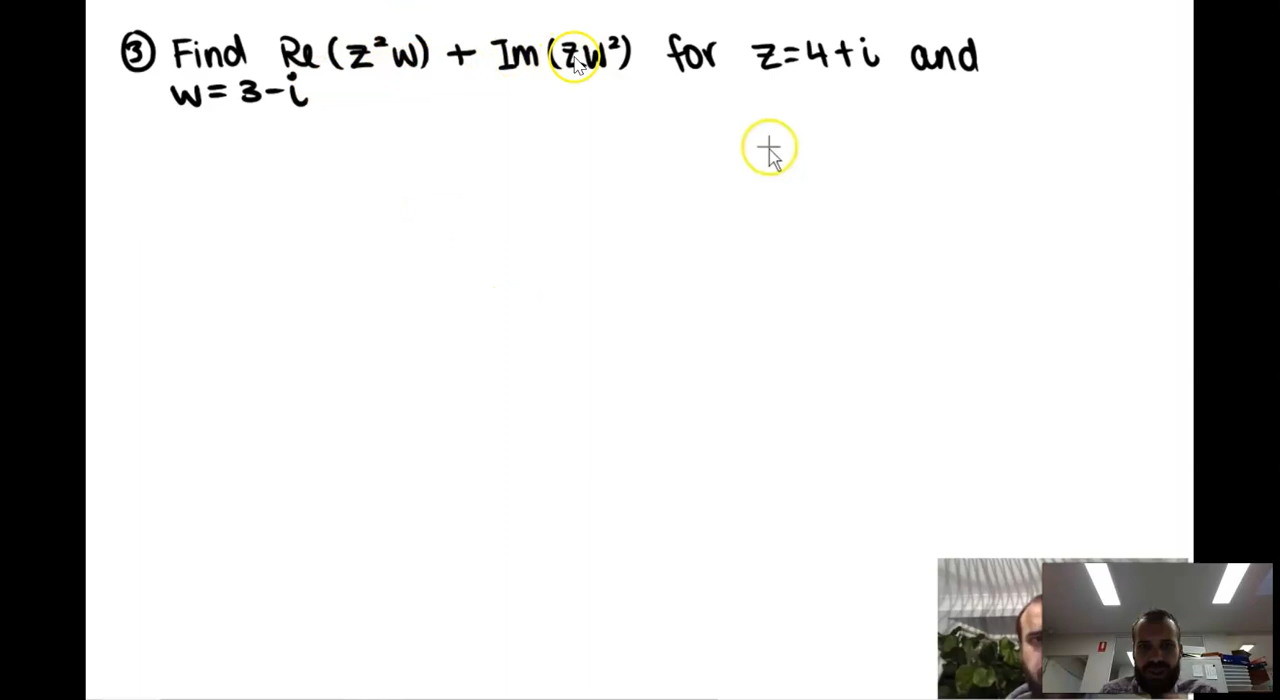 ③ Find Re(z²w) + Im(zw²) for z=4+i and
w=3-i